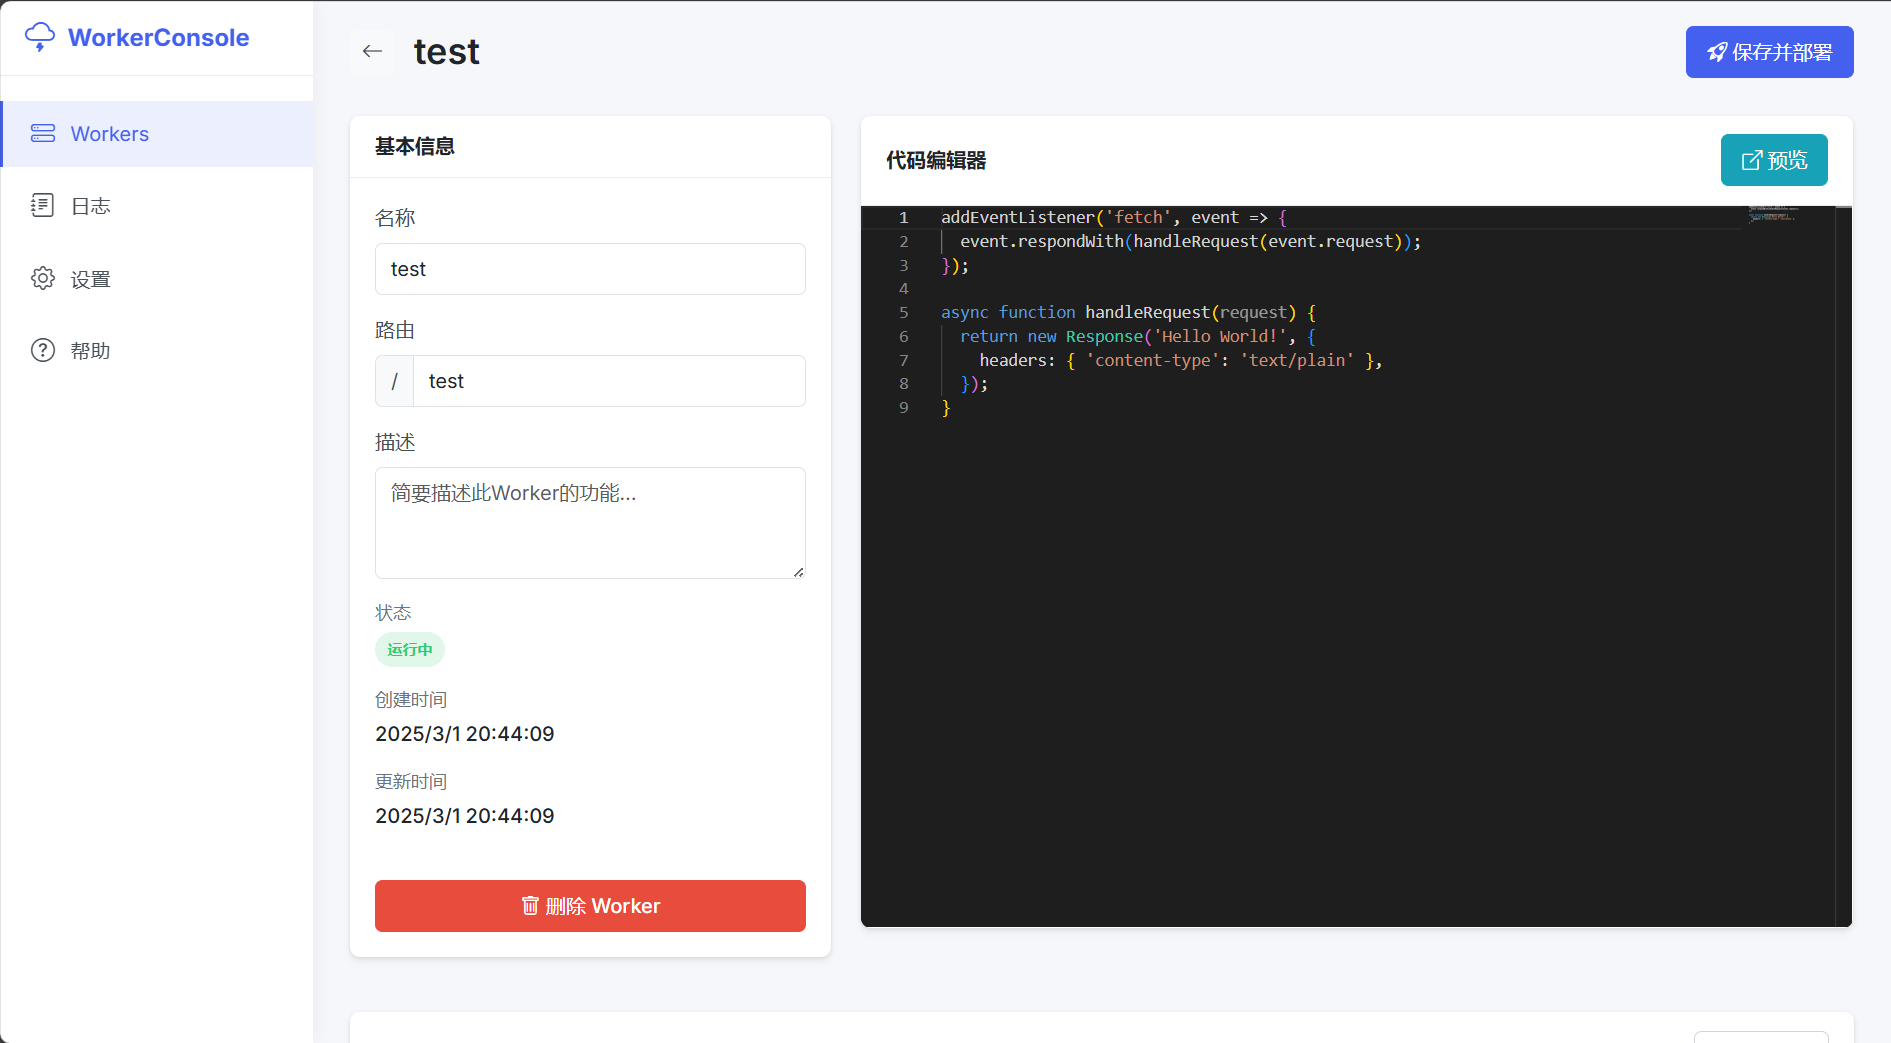 WorkerConsole
Workers
日志
设置
帮助
test
保存并部署
基本信息
名称
test
路由
/ test
描述
简要描述此Worker的功能...
状态
运行中
创建时间
2025/3/1 20:44:09
更新时间
2025/3/1 20:44:09
删除 Worker
代码编辑器
预览
1 addEventListener('fetch', event => {
2 event.respondWith(handleRequest(event.request));
3 });
4
5 async function handleRequest(request) {
6 return new Response('Hello World!', {
7 headers: { 'content-type': 'text/plain' },
8 });
9 }